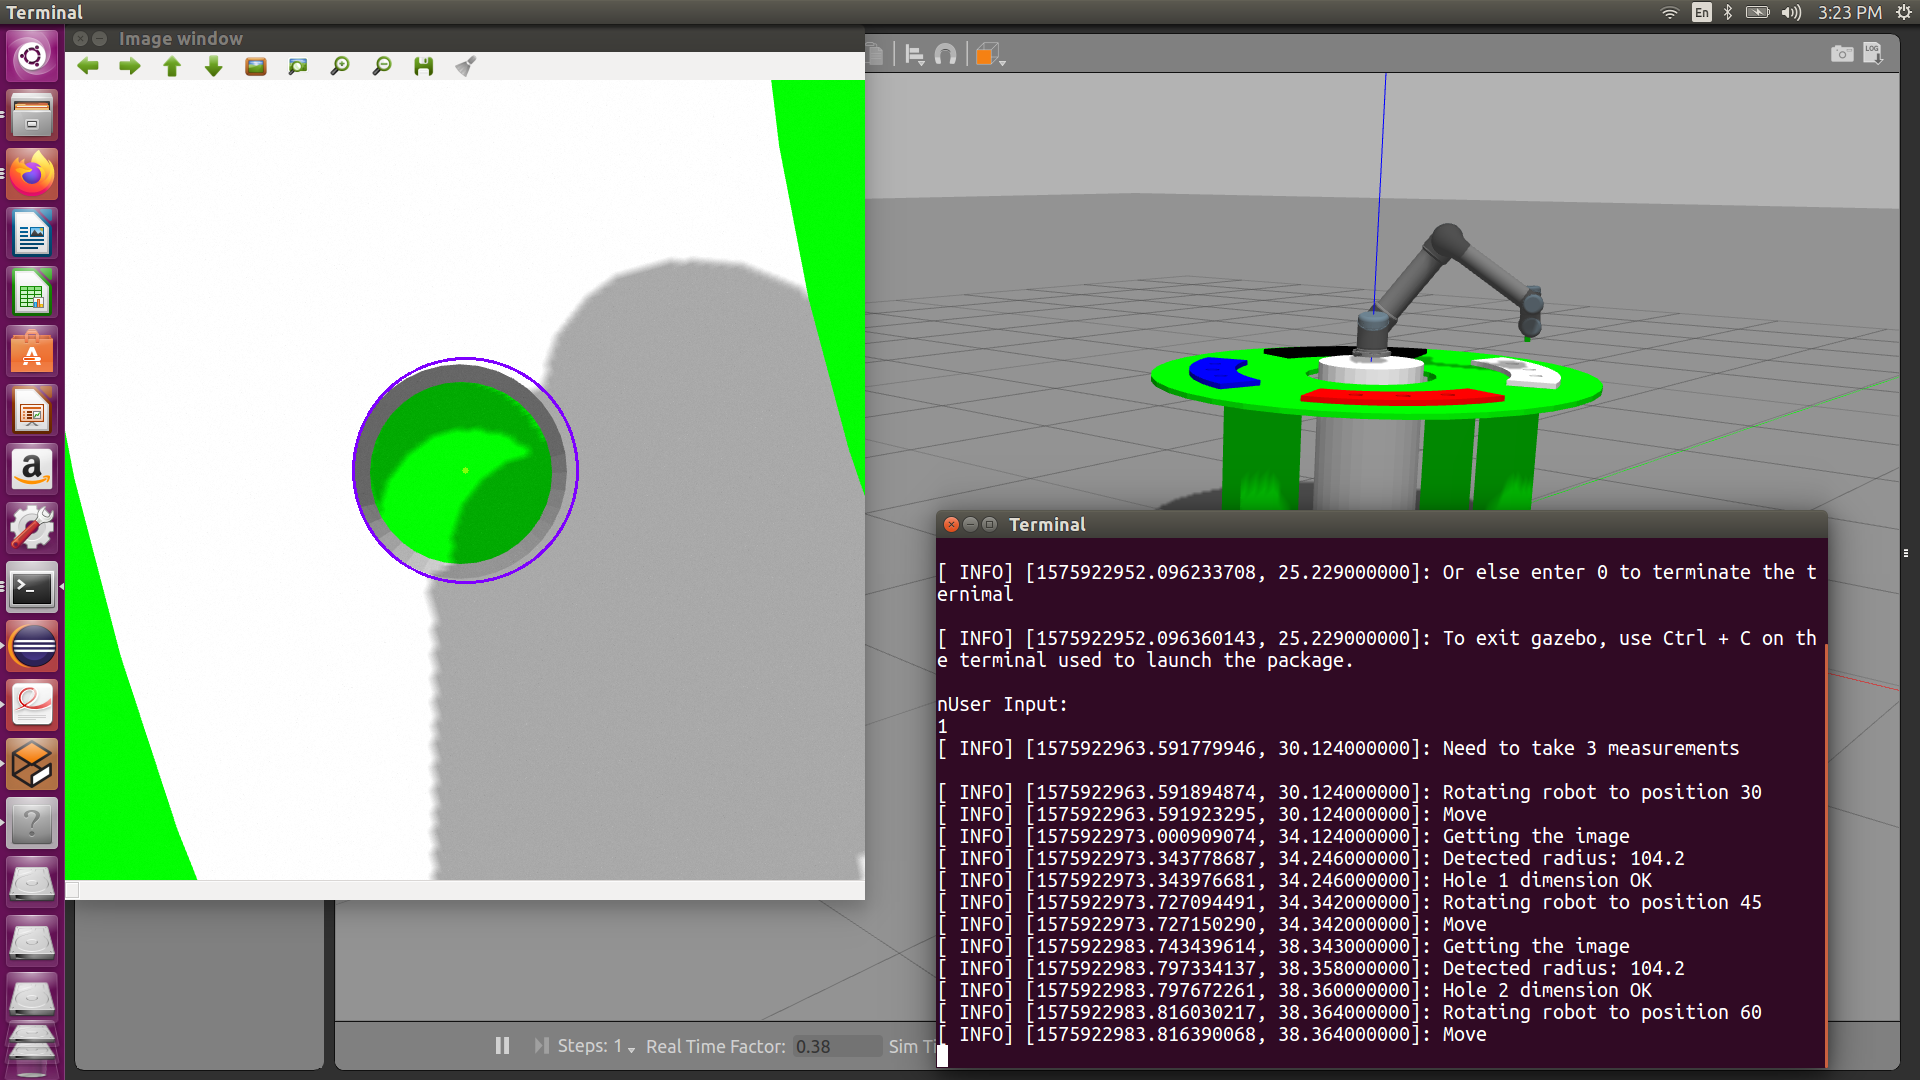 Terminal
En
3:23 PM
Image window
LOG
a
A
Terminal
[ INFO] [1575922952.096233708, 25.229000000]: Or else enter 0 to terminate the t
ernimal
[ INFO] [1575922952.096360143, 25.229000000]: To exit gazebo, use Ctrl + C on th
e terminal used to launch the package.
nUser Input:
1
[ INFO] [1575922963.591779946, 30.124000000]: Need to take 3 measurements
[ INFO] [1575922963.591894874, 30.124000000]: Rotating robot to position 30
[ INFO] [1575922963.591923295, 30.124000000]: Move
[ INFO] [1575922973.000909074, 34.124000000]: Getting the image
[ INFO] [1575922973.343778687, 34.246000000]: Detected radius: 104.2
[ INFO] [1575922973.343976681, 34.246000000]: Hole 1 dimension OK
[ INFO] [1575922973.727094491, 34.342000000]: Rotating robot to position 45
[ INFO] [1575922973.727150290, 34.342000000]: Move
[ INFO] [1575922983.743439614, 38.343000000]: Getting the image
[ INFO] [1575922983.797334137, 38.358000000]: Detected radius: 104.2
[ INFO] [1575922983.797672261, 38.360000000]: Hole 2 dimension OK
[ INFO] [1575922983.816030217, 38.364000000]: Rotating robot to position 60
[ INFO] [1575922983.816390068, 38.364000000]: Move
Steps: 1 Real Time Factor: 0.38 Sim Ti